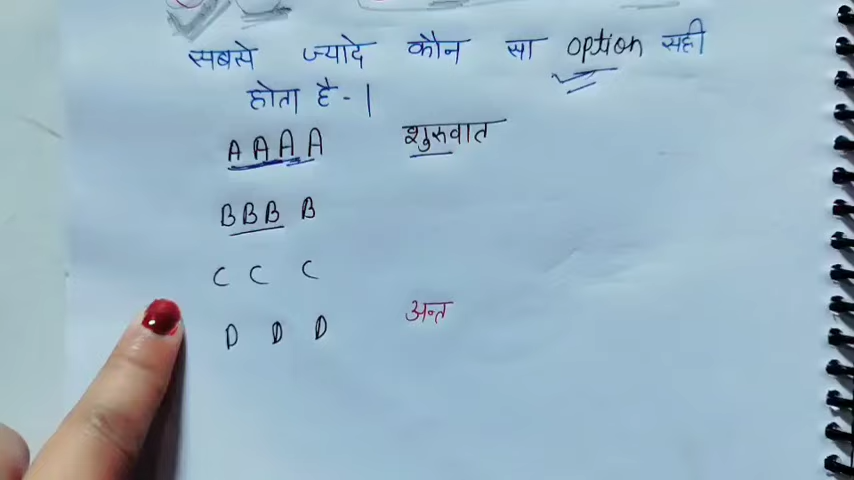 सबसे ज्यादे कौन सा option सही
होता है - |
A A A A शुरुवात
B B B B
C C C
D D D अन्त